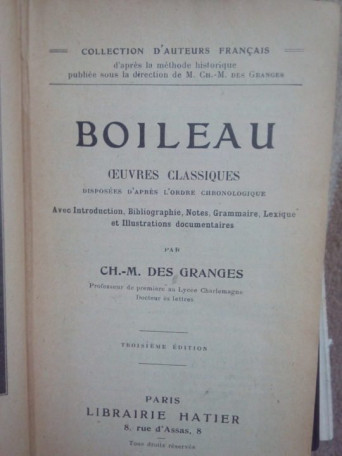 COLLECTION D'AUTEURS FRANÇAIS
d'après la méthode historique
publiée sous la direction de M. CH.-M. DES GRANGES
BOILEAU
ŒUVRES CLASSIQUES
DISPOSÉES D'APRÈS L'ORDRE CHRONOLOGIQUE
Avec Introduction, Bibliographie, Notes, Grammaire, Lexique
et Illustrations documentaires
PAR
CH.-M. DES GRANGES
Professeur de première au Lycée Charlemagne
Docteur ès lettres
TROISIÈME ÉDITION
PARIS
LIBRAIRIE HATIER
8, rue d'Assas, 8
Tous droits réservés